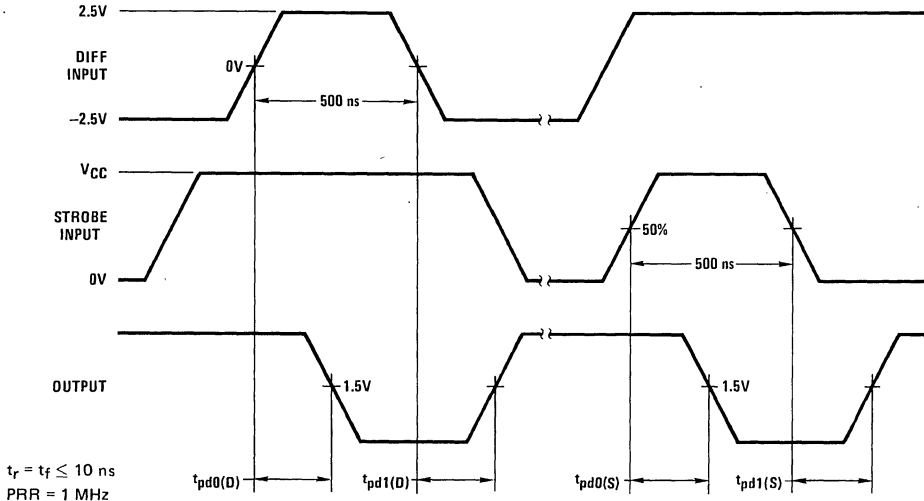 2.5V
DIFF
INPUT
0V
500 ns
−2.5V
VCC
STROBE
INPUT
50%
500 ns
0V
OUTPUT
1.5V
1.5V
tr = tf ≤ 10 ns
PRR = 1 MHz
tpd0(D)
tpd1(D)
tpd0(S)
tpd1(S)